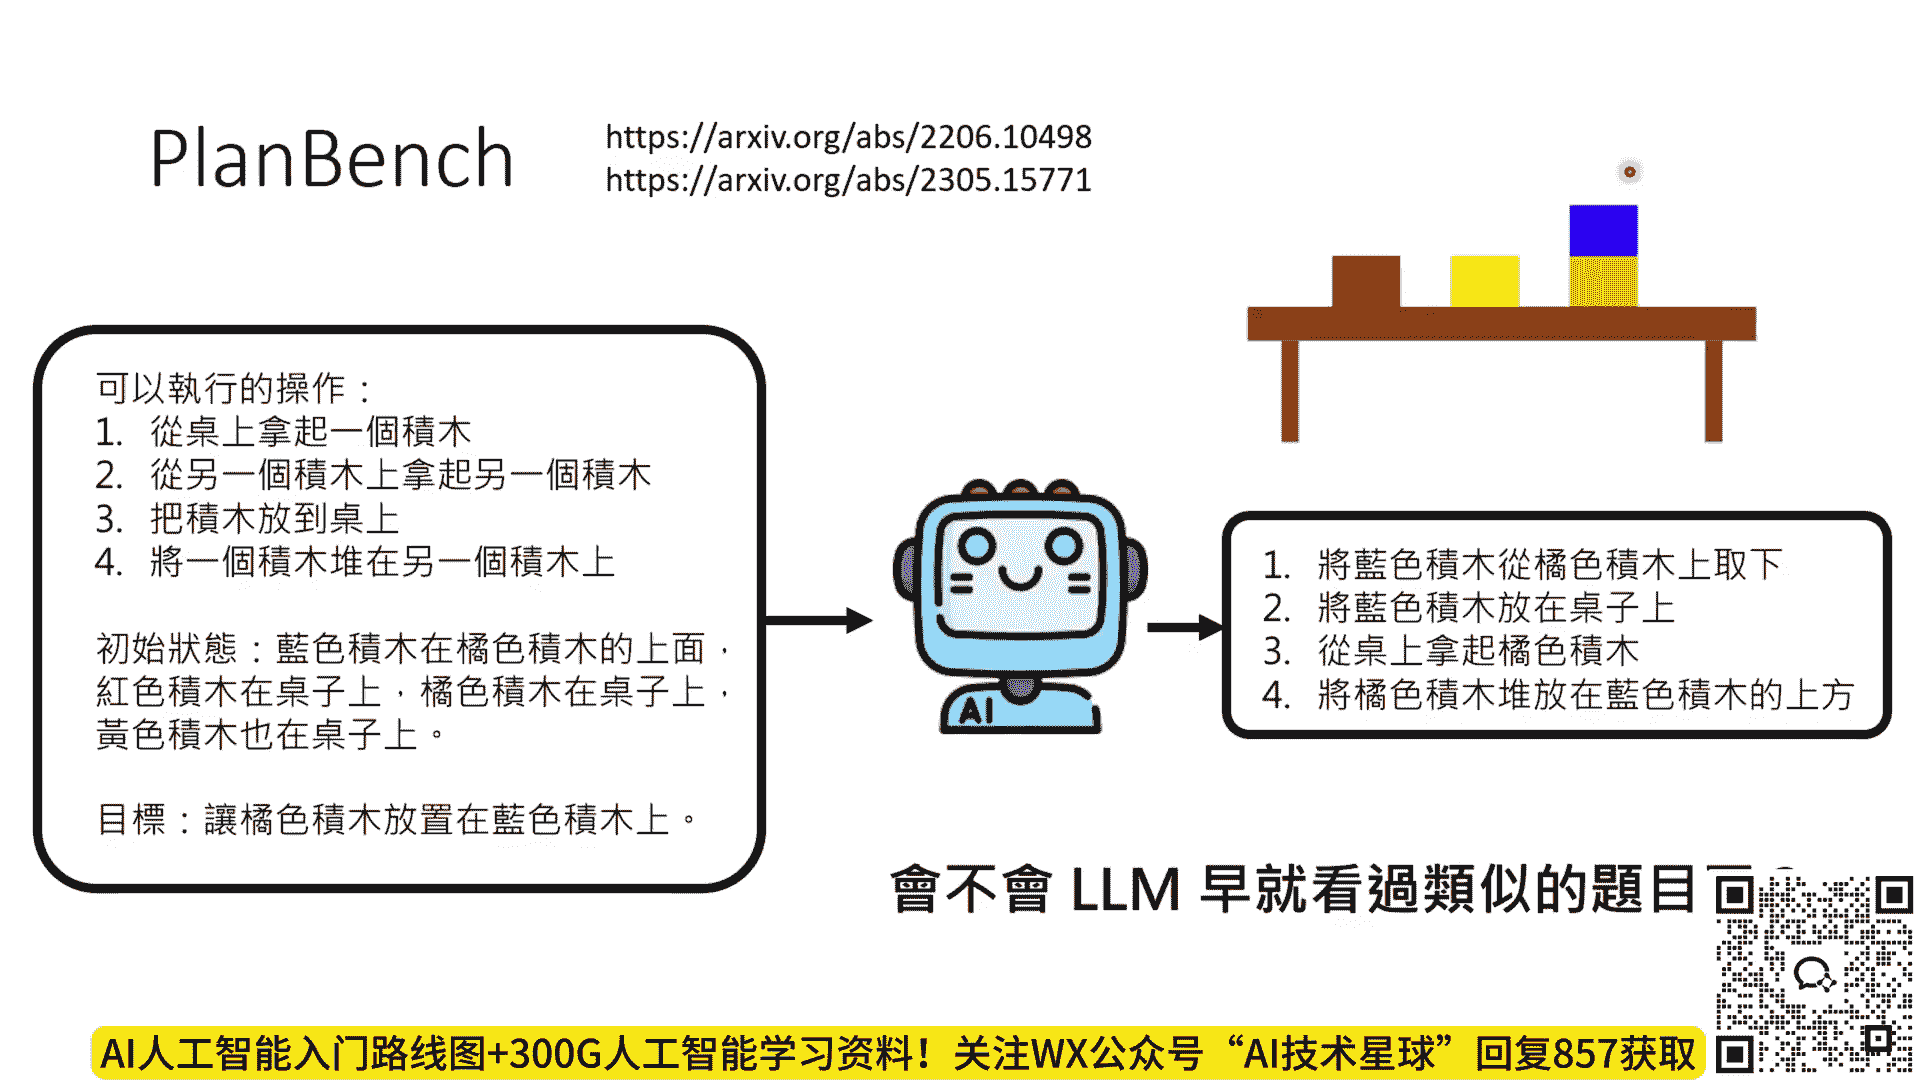 PlanBench
https://arxiv.org/abs/2206.10498
https://arxiv.org/abs/2305.15771
可以執行的操作：
1. 從桌上拿起一個積木
2. 從另一個積木上拿起另一個積木
3. 把積木放到桌上
4. 將一個積木堆在另一個積木上
初始狀態：藍色積木在橘色積木的上面，
紅色積木在桌子上，橘色積木在桌子上，
黃色積木也在桌子上。
目標：讓橘色積木放置在藍色積木上。
AI
1. 將藍色積木從橘色積木上取下
2. 將藍色積木放在桌子上
3. 從桌上拿起橘色積木
4. 將橘色積木堆放在藍色積木的上方
會不會 LLM 早就看過類似的題目
AI人工智能入门路线图+300G人工智能学习资料！关注WX公众号“AI技术星球”回复857获取